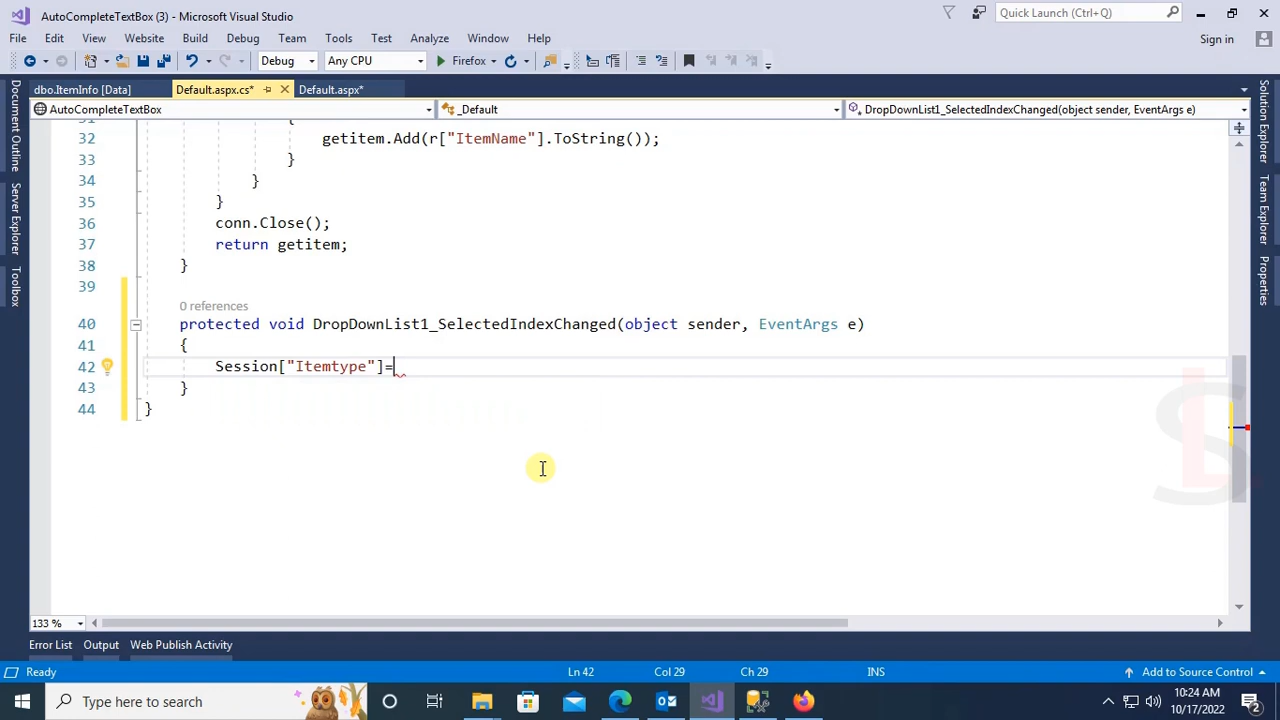 AutoCompleteTextBox (3) - Microsoft Visual Studio
Quick Launch (Ctrl+Q)
File Edit View Website Build Debug Team Tools Test Analyze Window Help
Sign in
Debug Any CPU Firefox
dbo.ItemInfo [Data] Default.aspx.cs* Default.aspx*
AutoCompleteTextBox _Default DropDownList1_SelectedIndexChanged(object sender, EventArgs e)
Document Outline
Server Explorer
Toolbox
Solution Explorer
Team Explorer
Properties
31 {
32 getitem.Add(r["ItemName"].ToString());
33 }
34 }
35 }
36 conn.Close();
37 return getitem;
38 }
39
0 references
40 protected void DropDownList1_SelectedIndexChanged(object sender, EventArgs e)
41 {
42 Session["Itemtype"]=
43 }
44 }
133 %
Error List Output Web Publish Activity
Ready Ln 42 Col 29 Ch 29 INS Add to Source Control
Type here to search
10:24 AM
10/17/2022
2